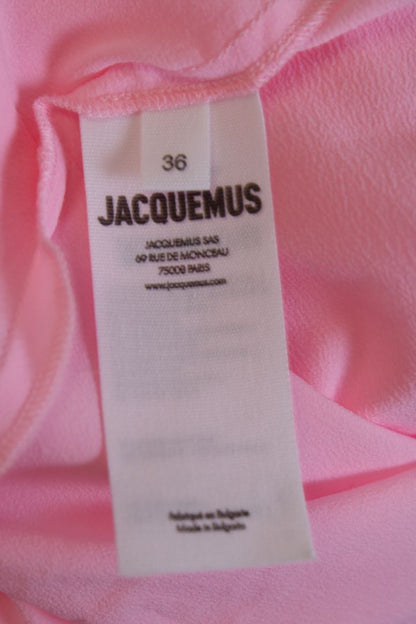 36
JACQUEMUS
JACQUEMUS SAS
69 RUE DE MONCEAU
75008 PARIS
www.jacquemus.com
Fabriqué en Bulgarie
Made in Bulgaria